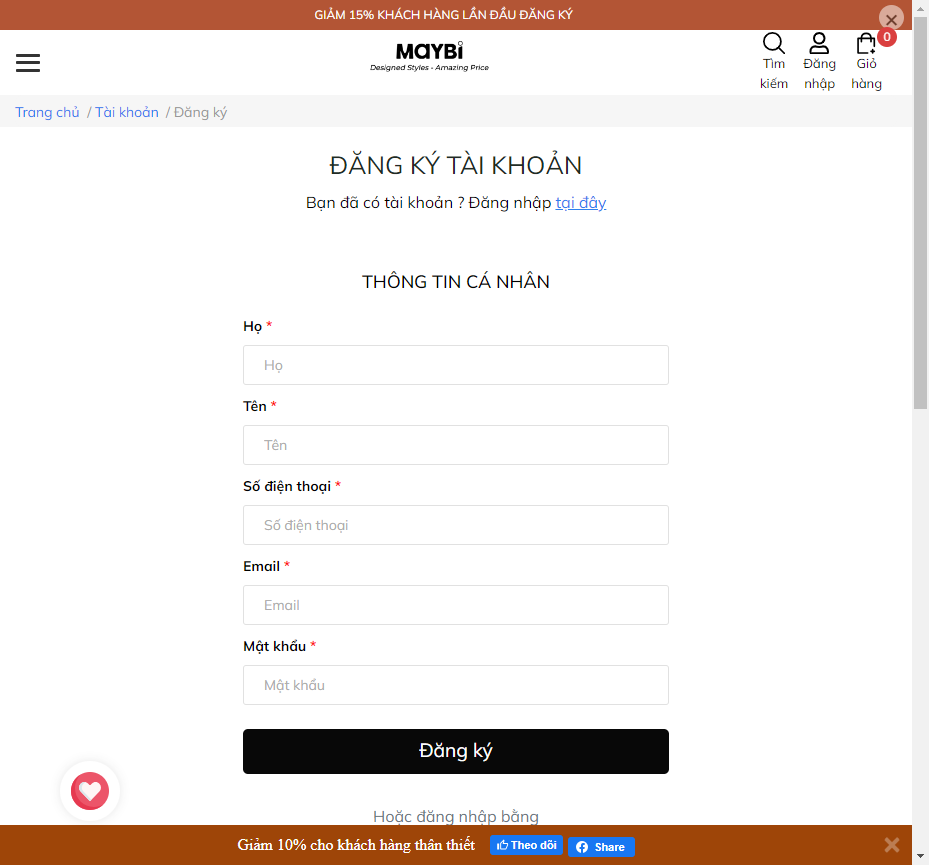 GIẢM 15% KHÁCH HÀNG LẦN ĐẦU ĐĂNG KÝ
MAYBI
Designed Styles - Amazing Price
Tìm kiếm
Đăng nhập
Giỏ hàng
0
Trang chủ / Tài khoản / Đăng ký
ĐĂNG KÝ TÀI KHOẢN
Bạn đã có tài khoản ? Đăng nhập tại đây
THÔNG TIN CÁ NHÂN
Họ *
Họ
Tên *
Tên
Số điện thoại *
Số điện thoại
Email *
Email
Mật khẩu *
Mật khẩu
Đăng ký
Hoặc đăng nhập bằng
Giảm 10% cho khách hàng thân thiết Theo dõi Share